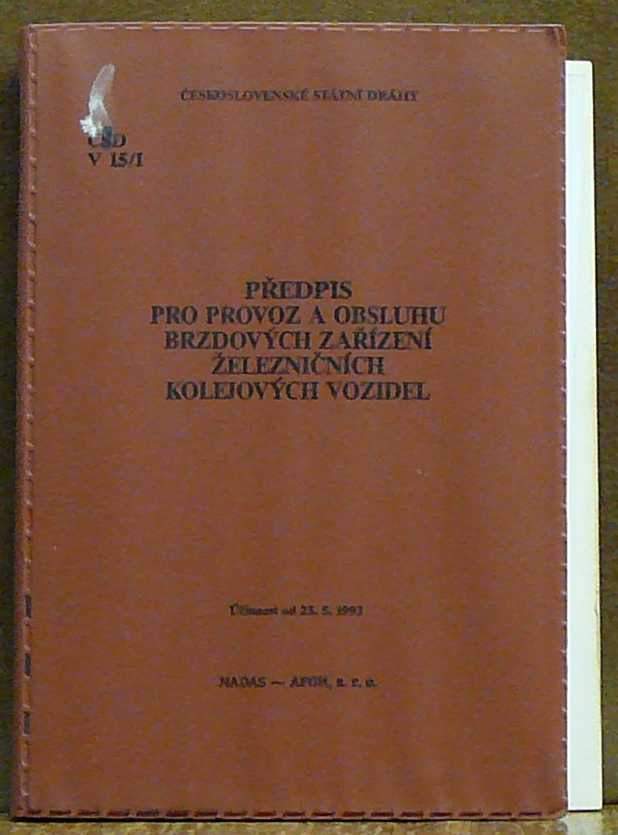 ČESKOSLOVENSKÉ STÁTNÍ DRÁHY
ČSD
V 15/I
PŘEDPIS
PRO PROVOZ A OBSLUHU
BRZDOVÝCH ZAŘÍZENÍ
ŽELEZNIČNÍCH
KOLEJOVÝCH VOZIDEL
Účinnost od 23. 5. 1993
NADAS — AFGH, s. r. o.